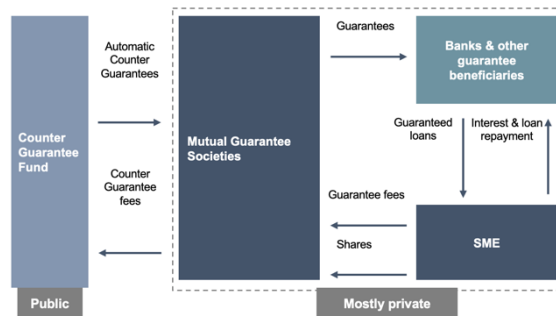 Automatic
Counter
Guarantees
Guarantees
Banks & other
guarantee
beneficiaries
Counter
Guarantee
Fund
Mutual Guarantee
Societies
Guaranteed
loans
Interest & loan
repayment
Counter
Guarantee
fees
Guarantee fees
Shares
SME
Public
Mostly private